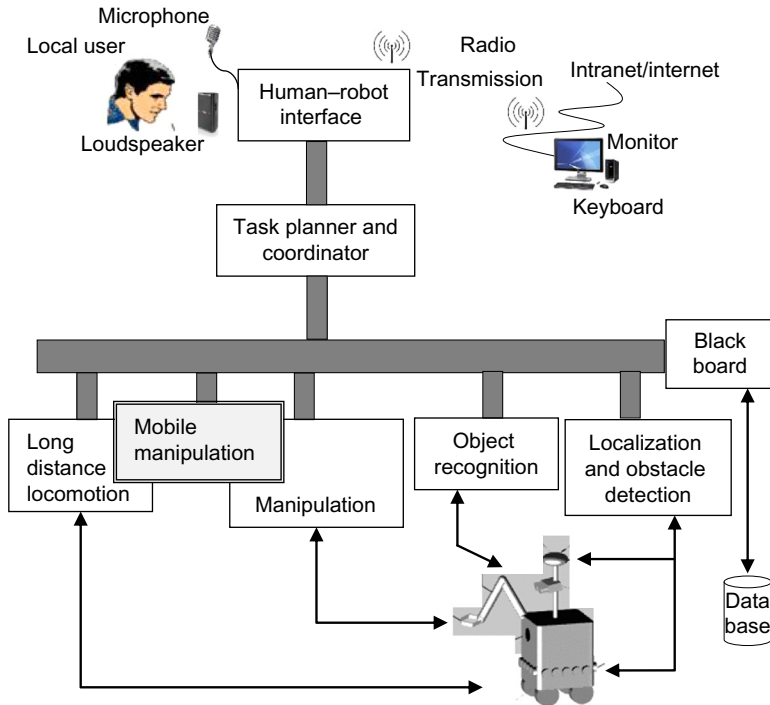 Microphone
Local user
Loudspeaker
Human–robot
interface
Radio
Transmission
Intranet/internet
Monitor
Keyboard
Task planner and
coordinator
Black
board
Long
distance
locomotion
Mobile
manipulation
Manipulation
Object
recognition
Localization
and obstacle
detection
Data
base